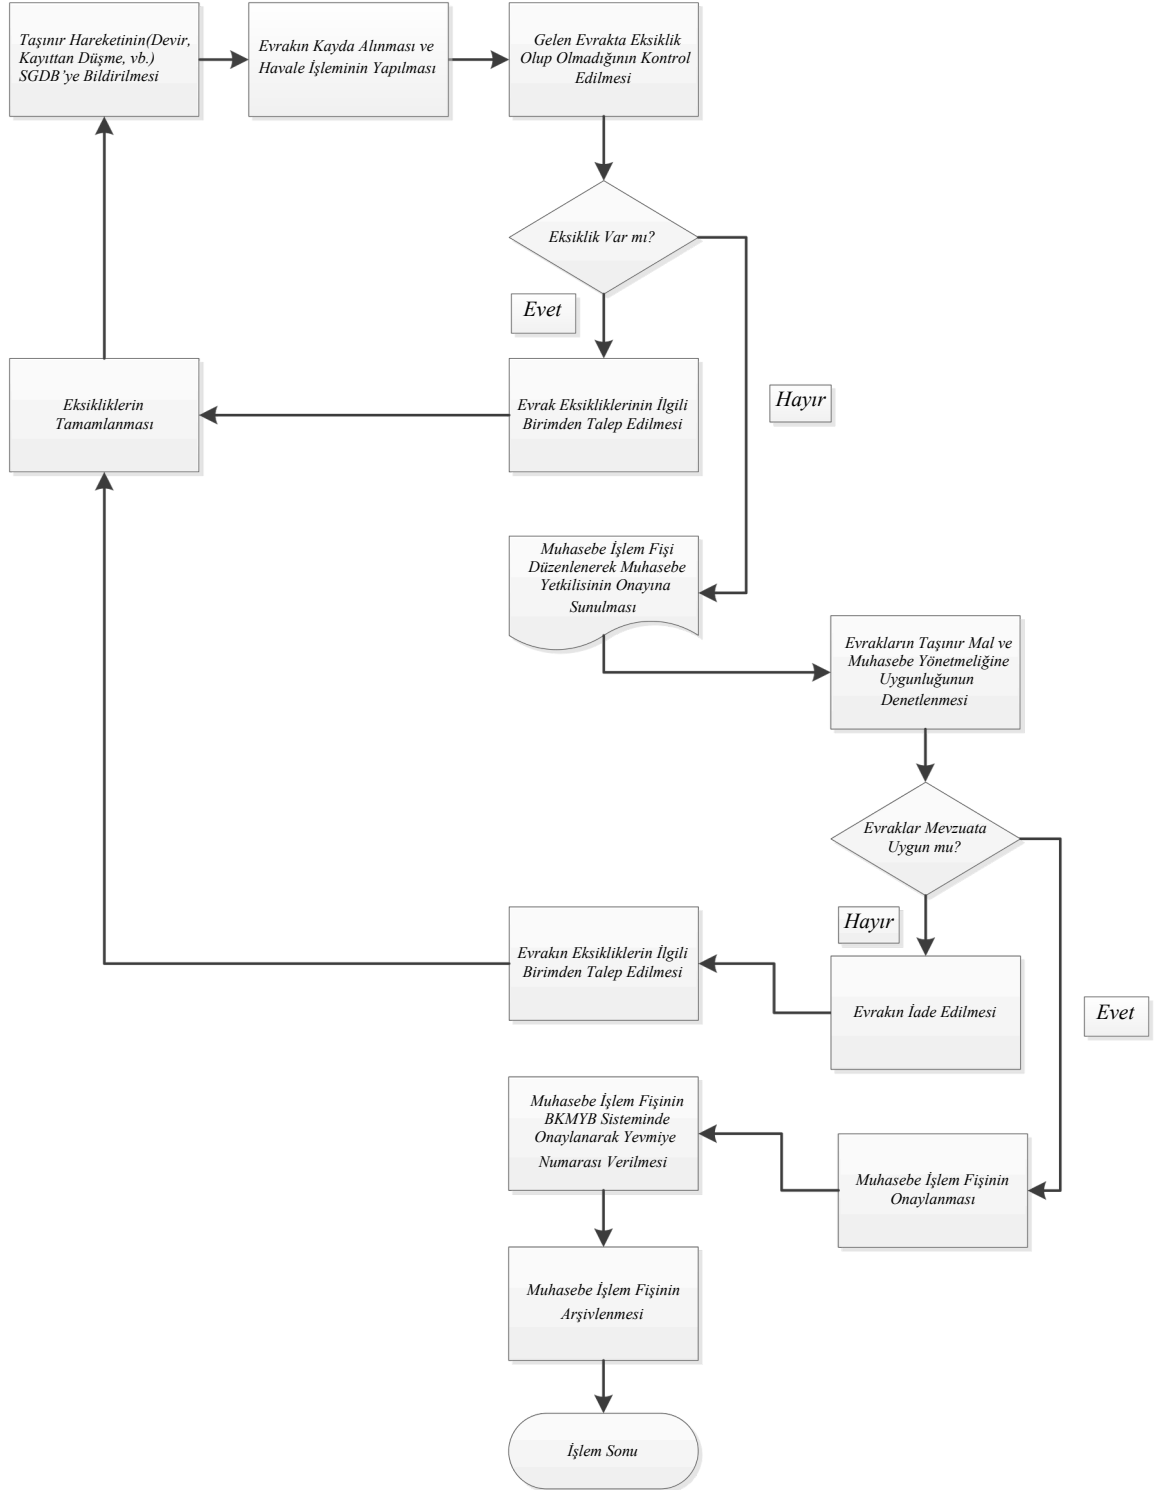 Taşınır Hareketinin(Devir,
Kayıttan Düşme, vb.)
SGDB’ye Bildirilmesi
Evrakın Kayda Alınması ve
Havale İşleminin Yapılması
Gelen Evrakta Eksiklik
Olup Olmadığının Kontrol
Edilmesi
Eksiklik Var mı?
Evet
Hayır
Eksikliklerin
Tamamlanması
Evrak Eksikliklerinin İlgili
Birimden Talep Edilmesi
Muhasebe İşlem Fişi
Düzenlenerek Muhasebe
Yetkilisinin Onayına
Sunulması
Evrakların Taşınır Mal ve
Muhasebe Yönetmeliğine
Uygunluğunun
Denetlenmesi
Evraklar Mevzuata
Uygun mu?
Hayır
Evet
Evrakın Eksikliklerin İlgili
Birimden Talep Edilmesi
Evrakın İade Edilmesi
Muhasebe İşlem Fişinin
BKMYB Sisteminde
Onaylanarak Yevmiye
Numarası Verilmesi
Muhasebe İşlem Fişinin
Onaylanması
Muhasebe İşlem Fişinin
Arşivlenmesi
İşlem Sonu